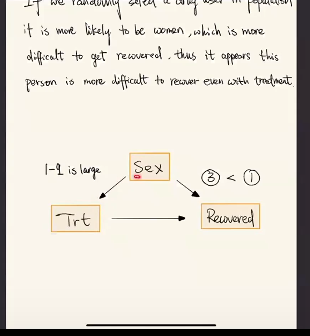 If we randomly select a drug user in population
it is more likely to be women, which is more
difficult to get recovered, thus it appears this
person is more difficult to recover even with treatment
1-q is large
Sex
③ < ①
Trt
Recovered